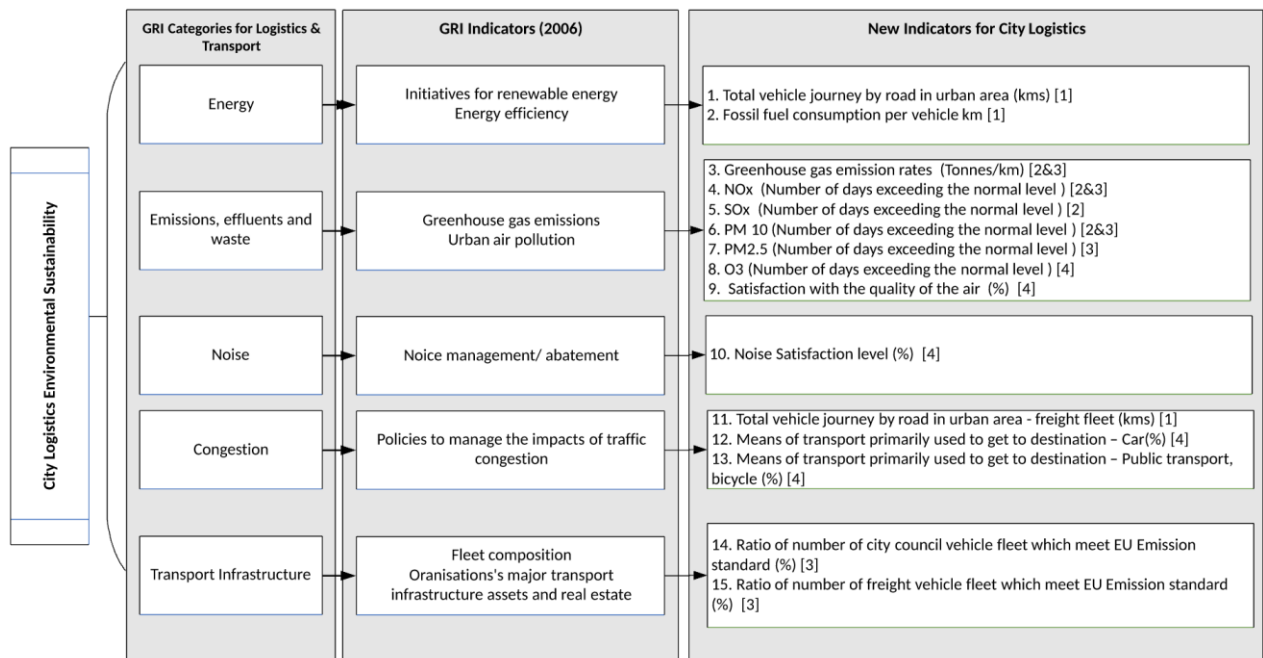 City Logistics Environmental Sustainability
GRI Categories for Logistics &
Transport
GRI Indicators (2006)
New Indicators for City Logistics
Energy
Initiatives for renewable energy
Energy efficiency
1. Total vehicle journey by road in urban area (kms) [1]
2. Fossil fuel consumption per vehicle km [1]
Emissions, effluents and
waste
Greenhouse gas emissions
Urban air pollution
3. Greenhouse gas emission rates (Tonnes/km) [2&3]
4. NOx (Number of days exceeding the normal level ) [2&3]
5. SOx (Number of days exceeding the normal level ) [2]
6. PM 10 (Number of days exceeding the normal level ) [2&3]
7. PM2.5 (Number of days exceeding the normal level ) [3]
8. O3 (Number of days exceeding the normal level ) [4]
9. Satisfaction with the quality of the air (%) [4]
Noise
Noice management/ abatement
10. Noise Satisfaction level (%) [4]
Congestion
Policies to manage the impacts of traffic
congestion
11. Total vehicle journey by road in urban area - freight fleet (kms) [1]
12. Means of transport primarily used to get to destination – Car(%) [4]
13. Means of transport primarily used to get to destination – Public transport,
bicycle (%) [4]
Transport Infrastructure
Fleet composition
Oranisations's major transport
infrastructure assets and real estate
14. Ratio of number of city council vehicle fleet which meet EU Emission
standard (%) [3]
15. Ratio of number of freight vehicle fleet which meet EU Emission standard
(%) [3]